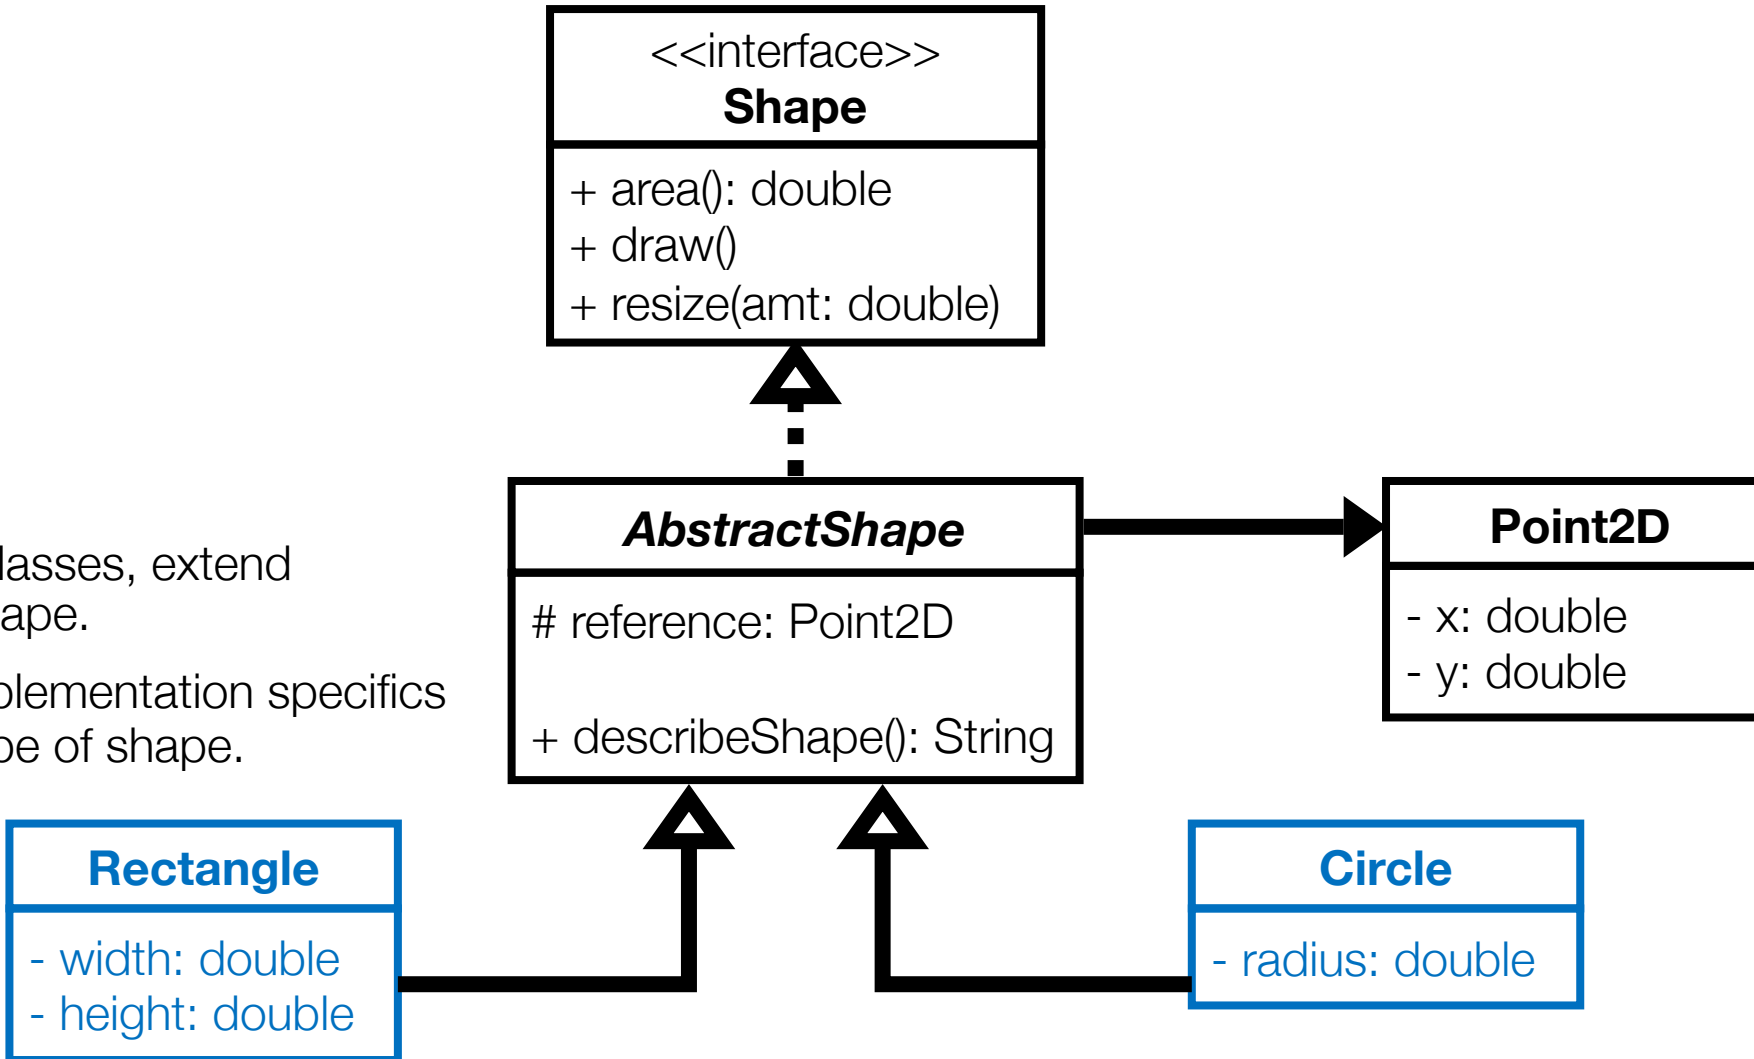 <<interface>>
Shape
+ area(): double
+ draw()
+ resize(amt: double)
AbstractShape
# reference: Point2D
+ describeShape(): String
Point2D
- x: double
- y: double
lasses, extend
ape.
plementation specifics
e of shape.
Rectangle
- width: double
- height: double
Circle
- radius: double